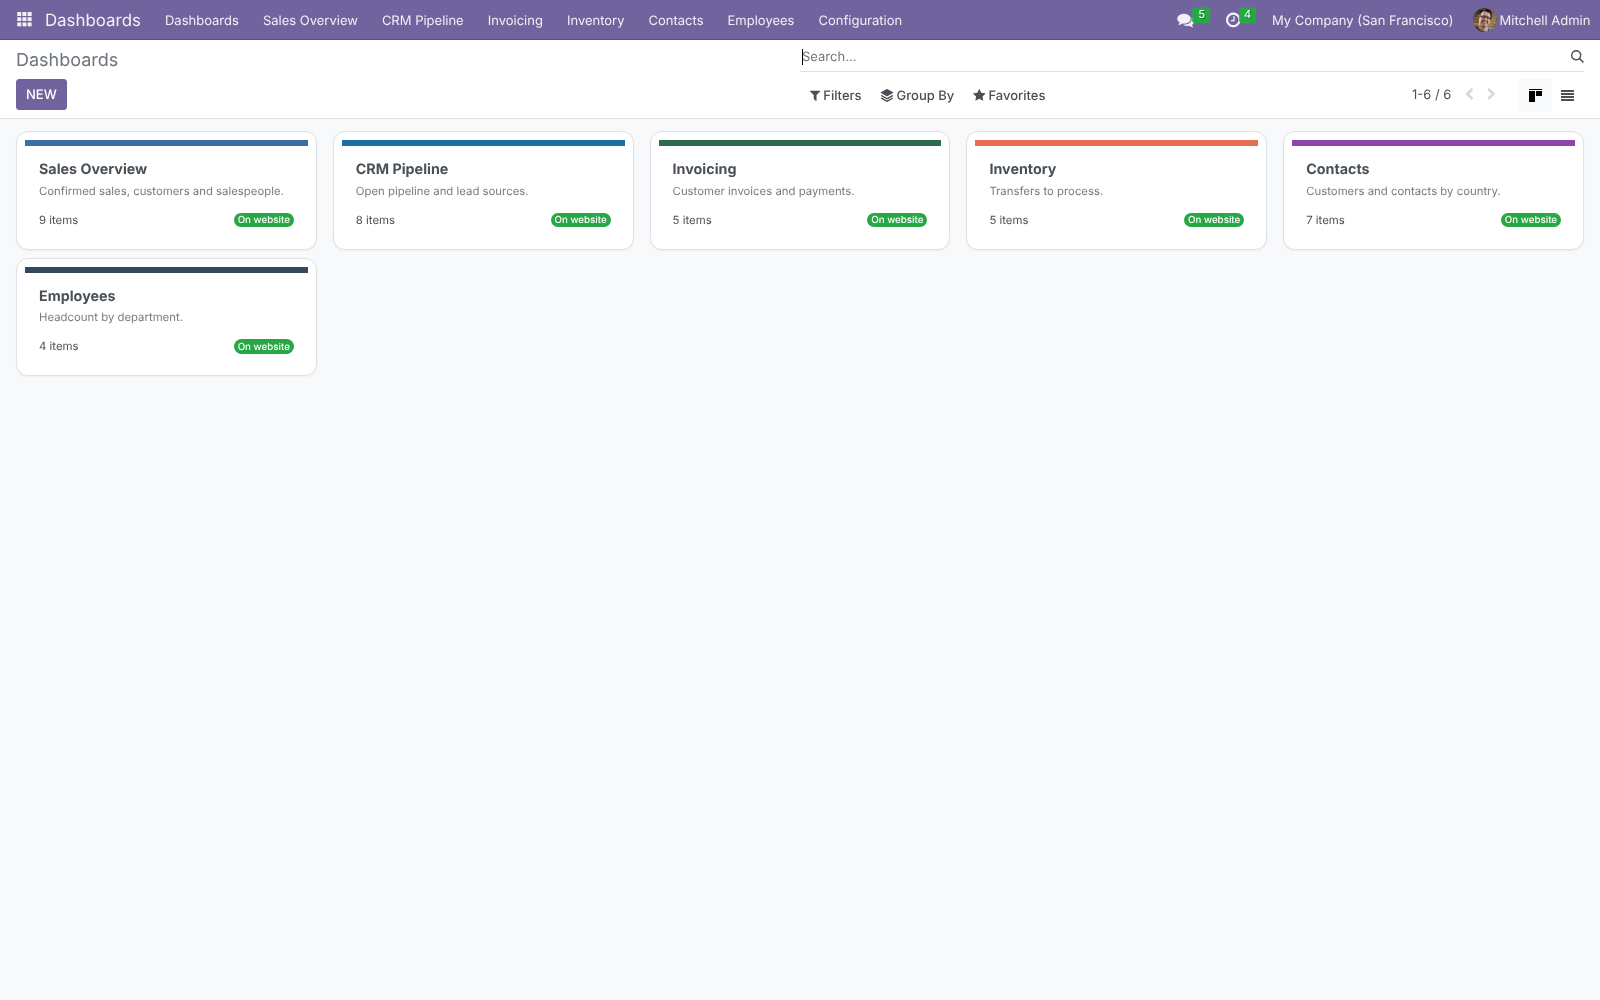 Dashboards Dashboards Sales Overview CRM Pipeline Invoicing Inventory Contacts Employees Configuration 5 4 My Company (San Francisco) Mitchell Admin
Dashboards Search...
NEW Filters Group By Favorites 1-6 / 6
Sales Overview
Confirmed sales, customers and salespeople.
9 items On website
CRM Pipeline
Open pipeline and lead sources.
8 items On website
Invoicing
Customer invoices and payments.
5 items On website
Inventory
Transfers to process.
5 items On website
Contacts
Customers and contacts by country.
7 items On website
Employees
Headcount by department.
4 items On website